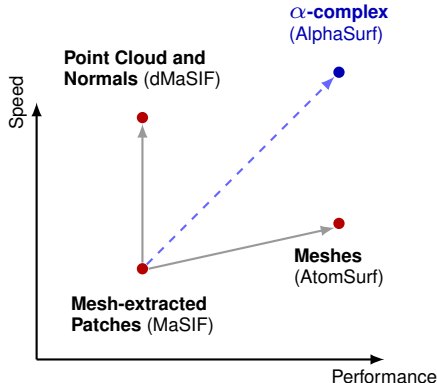 α-complex
(AlphaSurf)
Point Cloud and
Normals (dMaSIF)
Speed
Meshes
(AtomSurf)
Mesh-extracted
Patches (MaSIF)
Performance